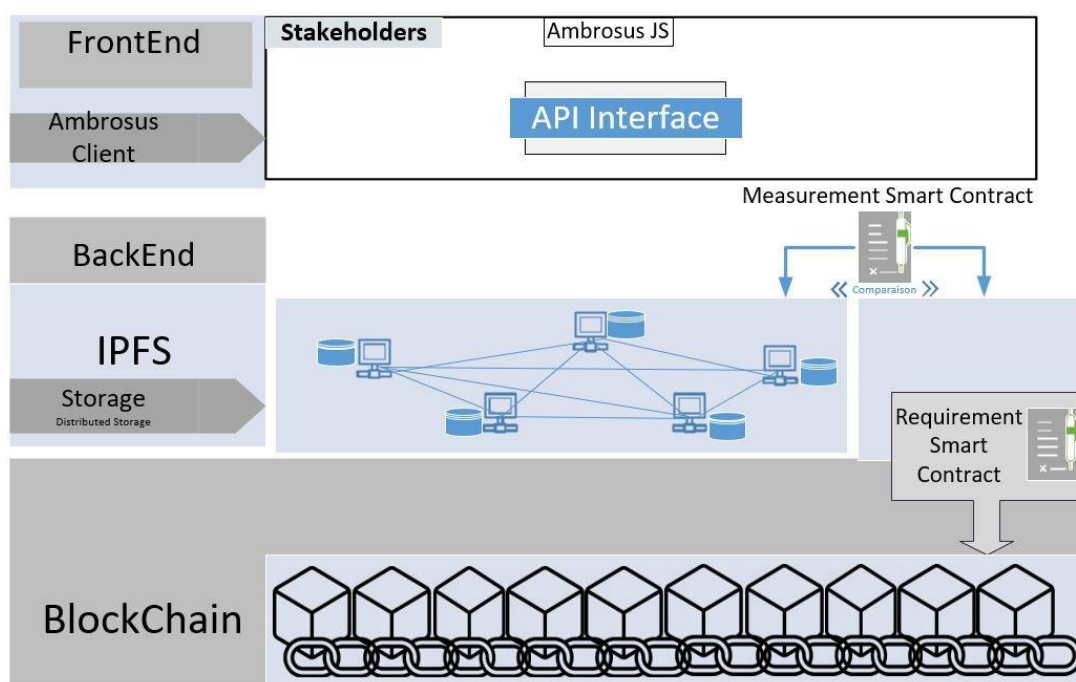 FrontEnd
Stakeholders
Ambrosus JS
Ambrosus
Client
API Interface
Measurement Smart Contract
BackEnd
Comparaison
IPFS
Storage
Distributed Storage
Requirement
Smart
Contract
BlockChain